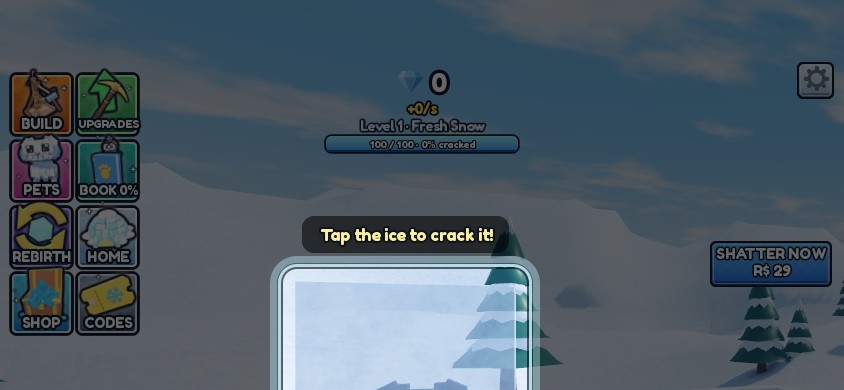 0
+0/s
Level 1 · Fresh Snow
100 / 100 · 0% cracked
BUILD
UPGRADES
PETS
BOOK 0%
REBIRTH
HOME
SHOP
CODES
Tap the ice to crack it!
SHATTER NOW
R$ 29